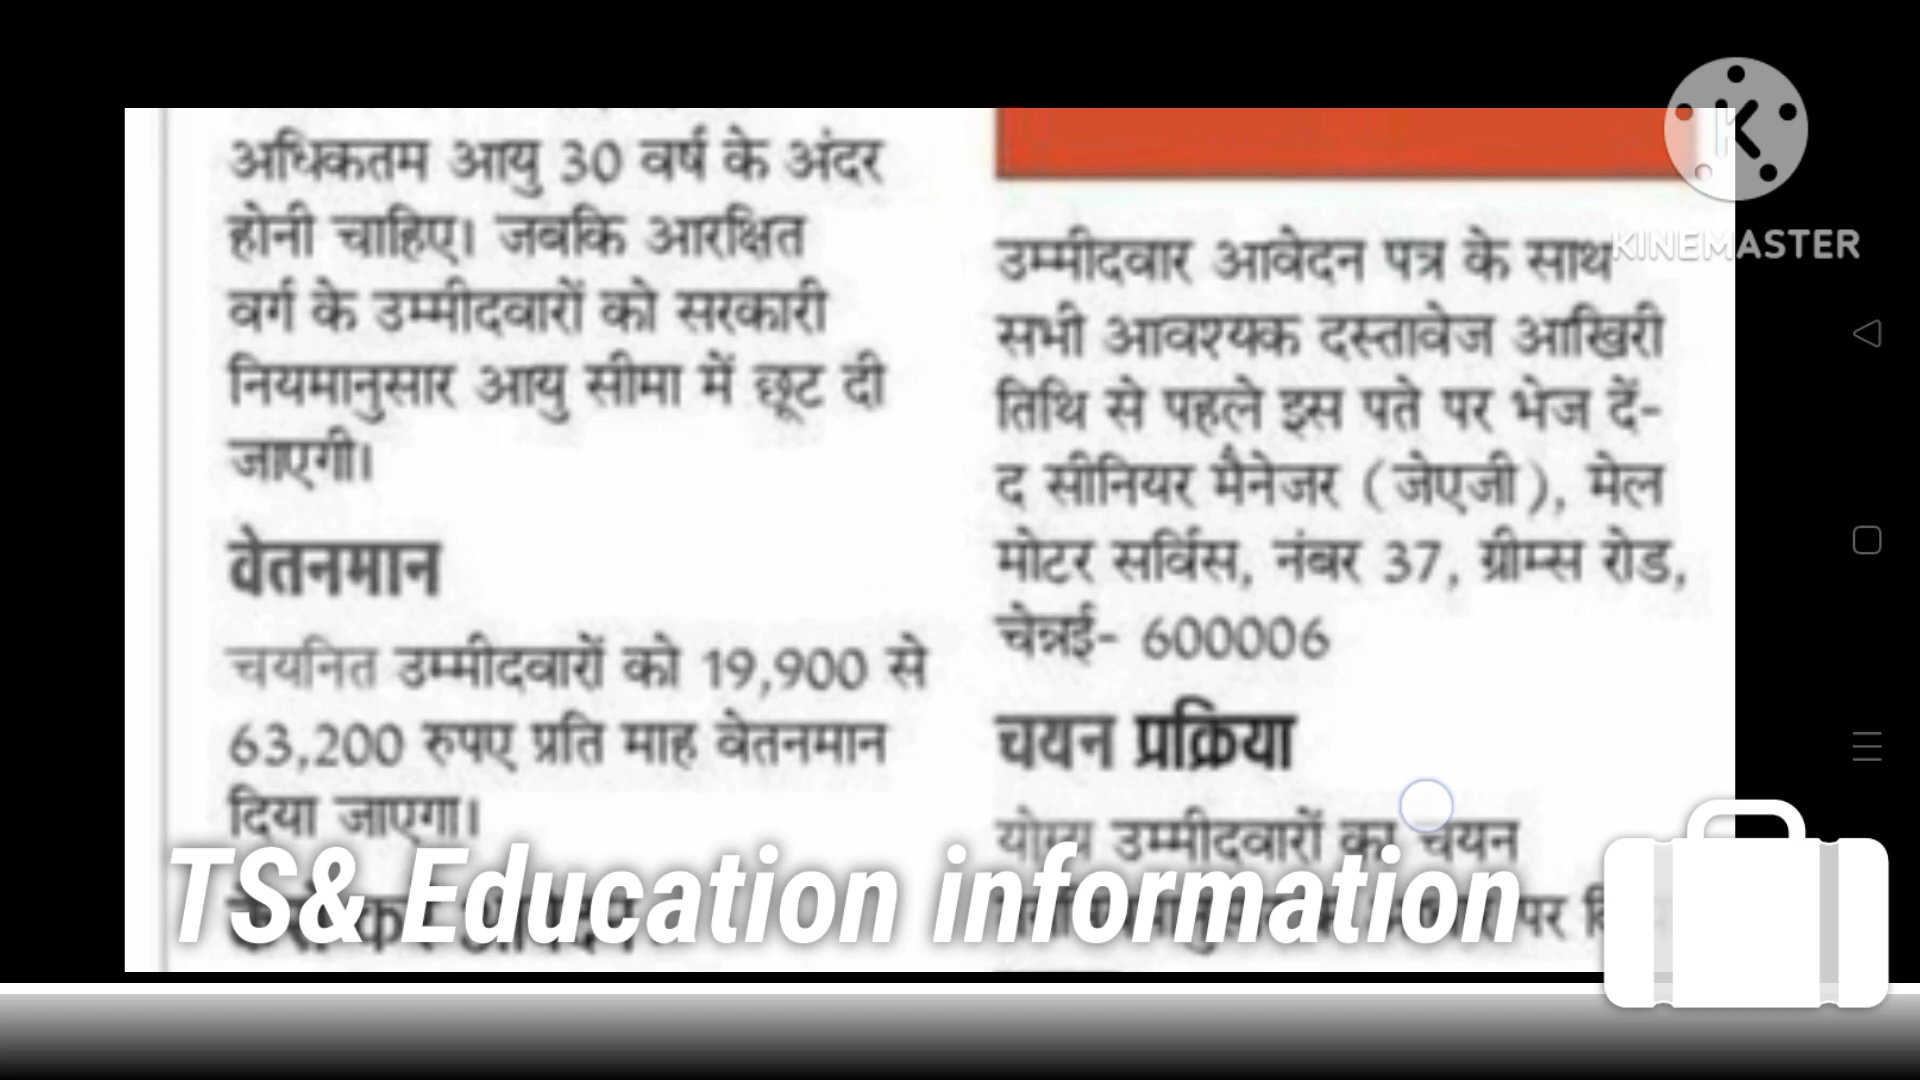 अधिकतम आयु 30 वर्ष के अंदर
होनी चाहिए। जबकि आरक्षित
वर्ग के उम्मीदवारों को सरकारी
नियमानुसार आयु सीमा में छूट दी
जाएगी।
वेतनमान
चयनित उम्मीदवारों को 19,900 से
63,200 रुपए प्रति माह वेतनमान
दिया जाएगा।
उम्मीदवार आवेदन पत्र के साथ
सभी आवश्यक दस्तावेज आखिरी
तिथि से पहले इस पते पर भेज दें-
द सीनियर मैनेजर (जेएजी), मेल
मोटर सर्विस, नंबर 37, ग्रीम्स रोड,
चेन्नई- 600006
चयन प्रक्रिया
योग्य उम्मीदवारों का चयन
पर
KINEMASTER
TS& Education information